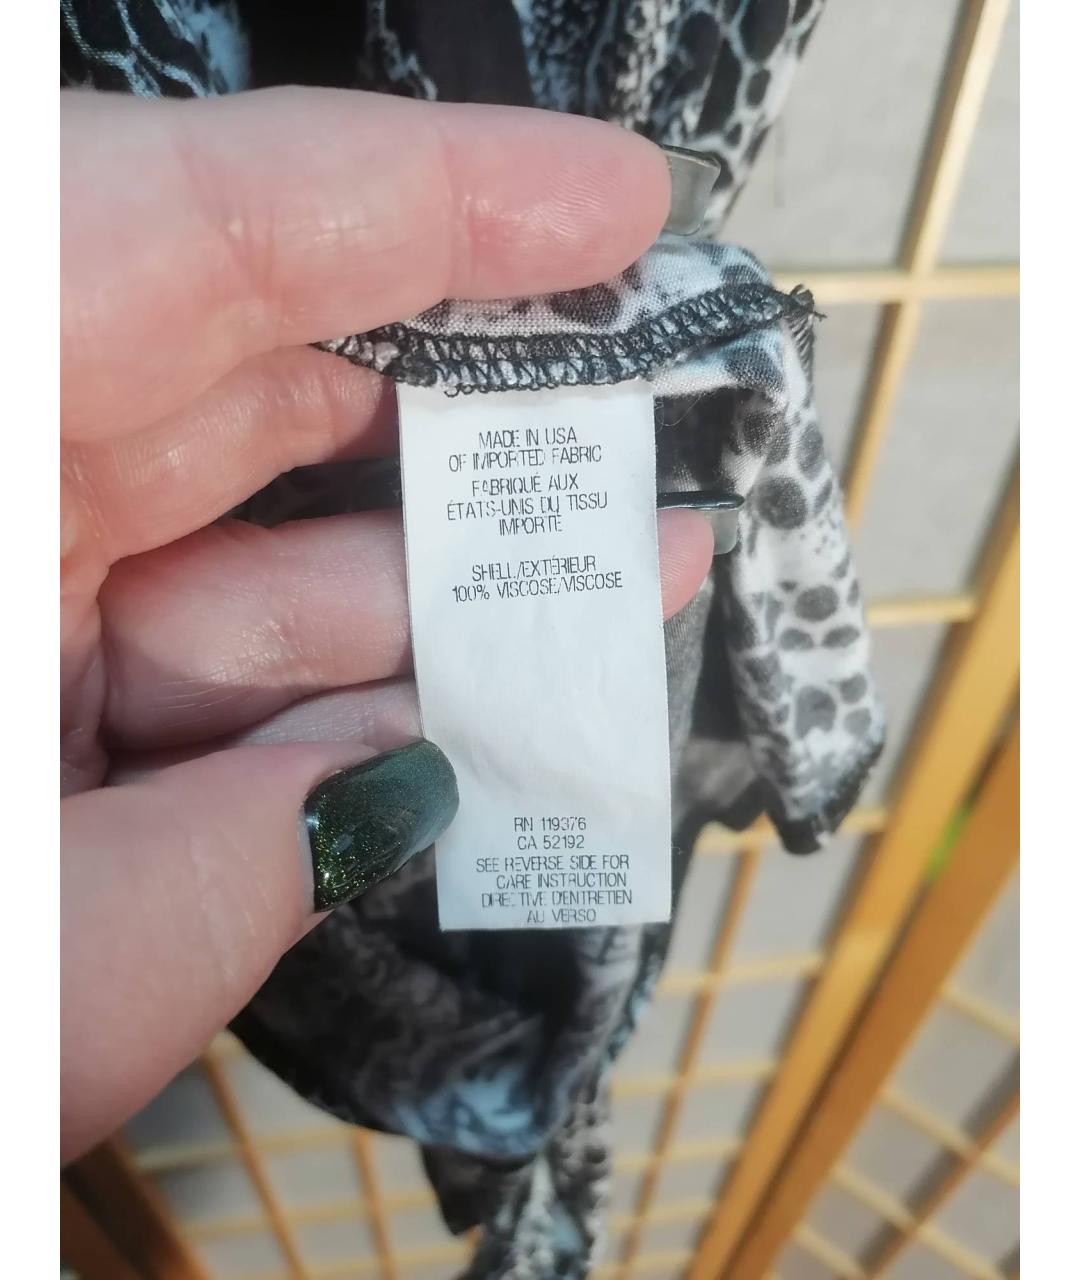 MADE IN USA
OF IMPORTED FABRIC
FABRIQUÉ AUX
ÉTATS-UNIS DU TISSU
IMPORTE
SHELL/EXTÉRIEUR
100% VISCOSE/VISCOSE
RN 119376
CA 52192
SEE REVERSE SIDE FOR
CARE INSTRUCTION
DIRECTIVE D'ENTRETIEN
AU VERSO